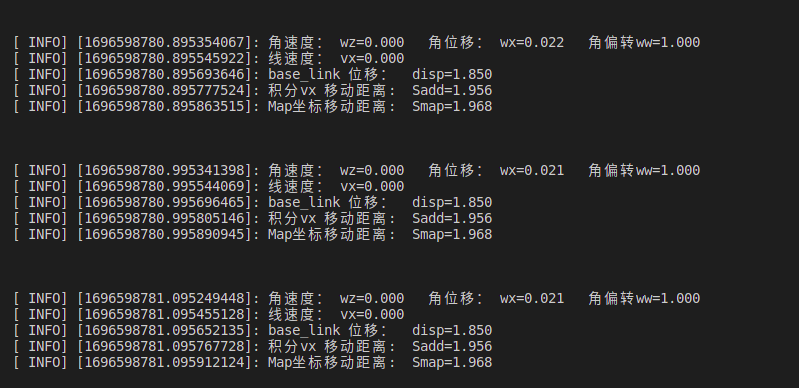 [ INFO] [1696598780.895354067]: 角速度： wz=0.000 角位移： wx=0.022 角偏转ww=1.000
[ INFO] [1696598780.895545922]: 线速度： vx=0.000
[ INFO] [1696598780.895693646]: base_link 位移： disp=1.850
[ INFO] [1696598780.895777524]: 积分vx 移动距离: Sadd=1.956
[ INFO] [1696598780.895863515]: Map坐标移动距离: Smap=1.968
[ INFO] [1696598780.995341398]: 角速度： wz=0.000 角位移： wx=0.021 角偏转ww=1.000
[ INFO] [1696598780.995544069]: 线速度： vx=0.000
[ INFO] [1696598780.995696465]: base_link 位移： disp=1.850
[ INFO] [1696598780.995805146]: 积分vx 移动距离: Sadd=1.956
[ INFO] [1696598780.995890945]: Map坐标移动距离: Smap=1.968
[ INFO] [1696598781.095249448]: 角速度： wz=0.000 角位移： wx=0.021 角偏转ww=1.000
[ INFO] [1696598781.095455128]: 线速度： vx=0.000
[ INFO] [1696598781.095652135]: base_link 位移： disp=1.850
[ INFO] [1696598781.095767728]: 积分vx 移动距离: Sadd=1.956
[ INFO] [1696598781.095912124]: Map坐标移动距离: Smap=1.968